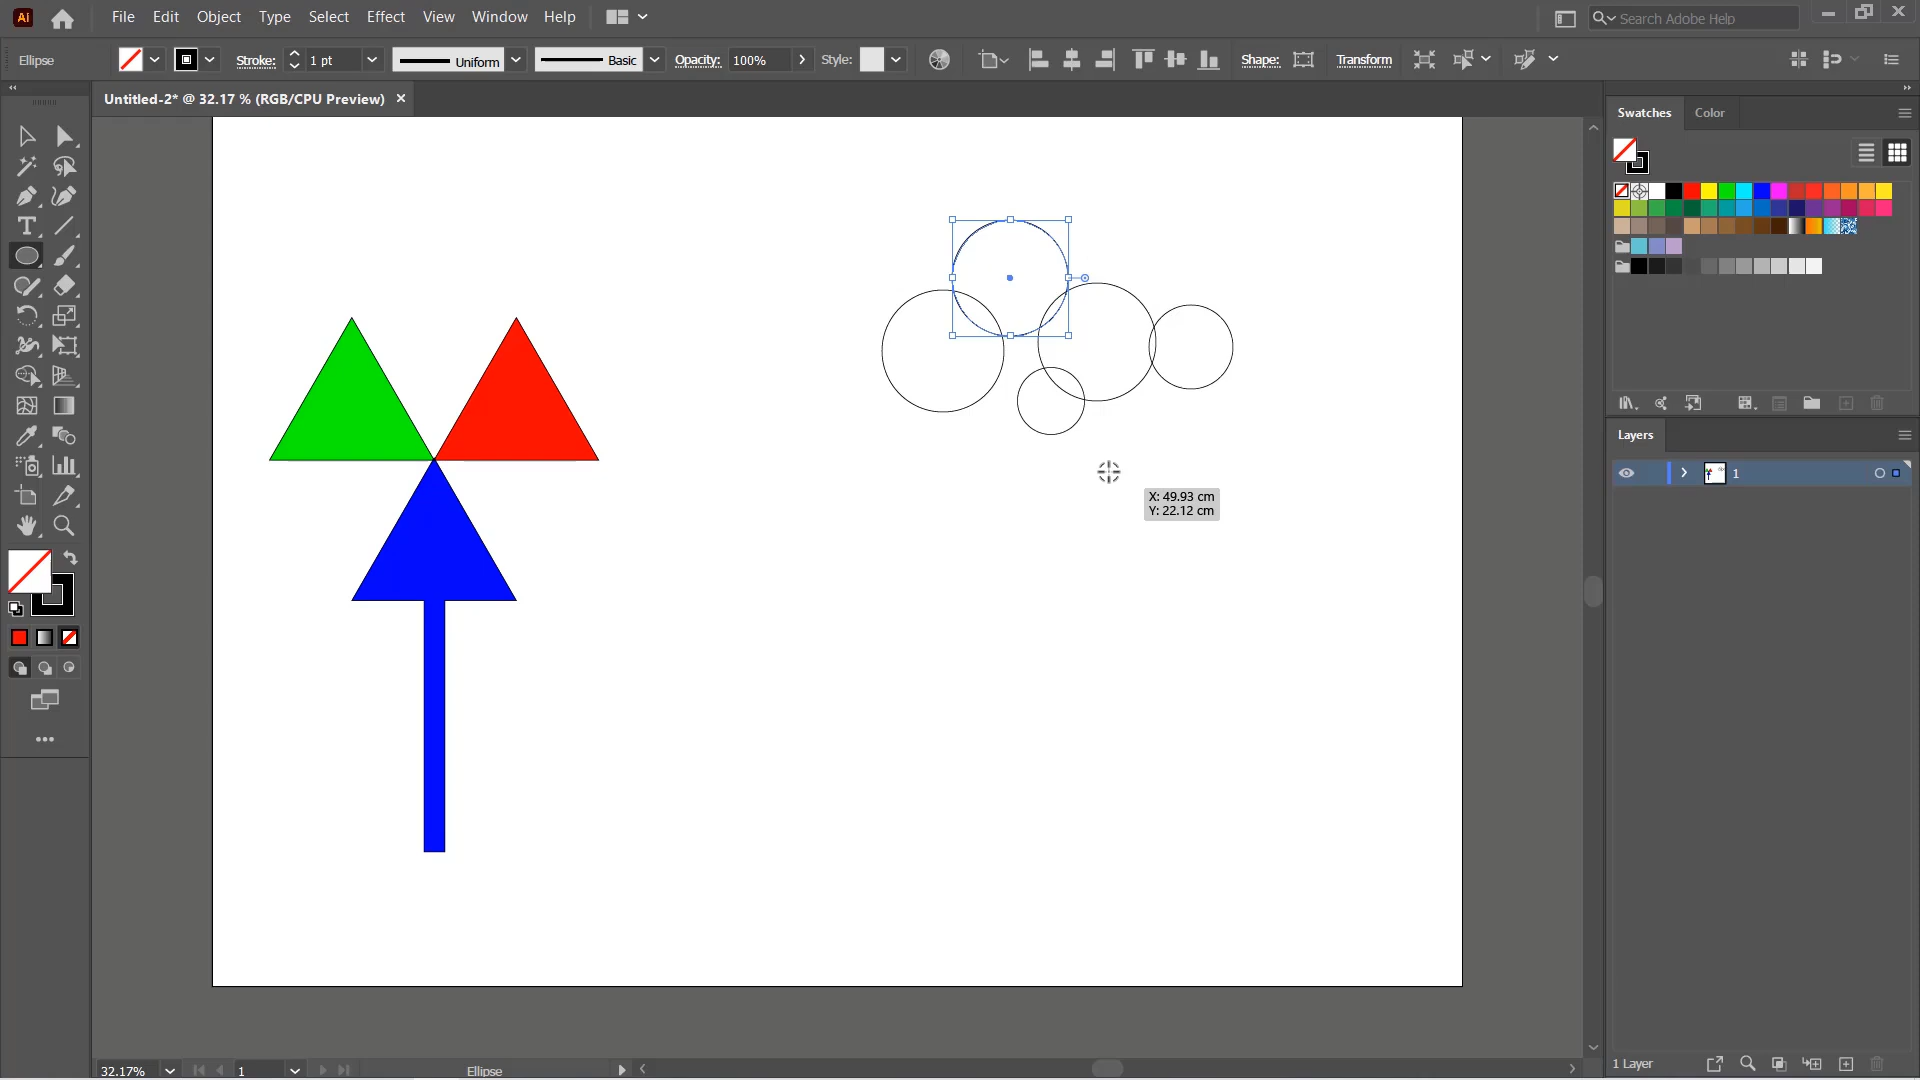 Ai File Edit Object Type Select Effect View Window Help Search Adobe Help
Ellipse Stroke: 1 pt Uniform Basic Opacity: 100% Style: Shape: Transform
Untitled-2* @ 32.17 % (RGB/CPU Preview)
Swatches Color
X: 49.93 cm
Y: 22.12 cm
Layers
1
1 Layer
32.17% 1 Ellipse